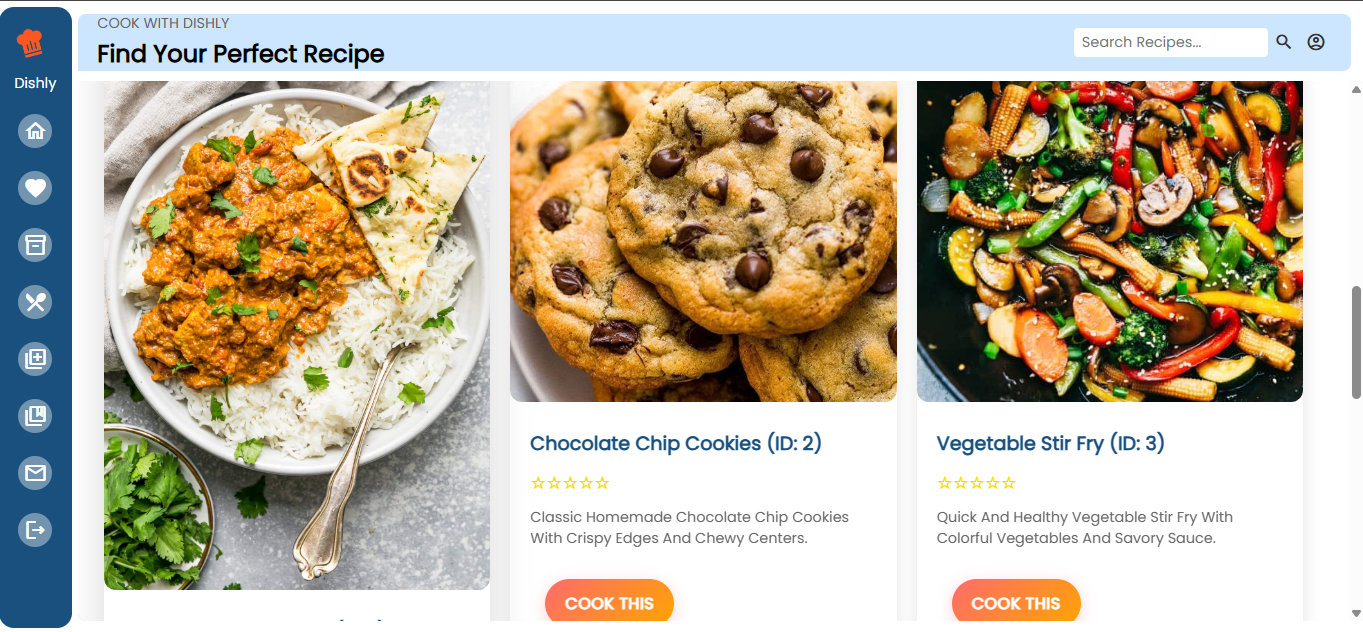 COOK WITH DISHLY
Find Your Perfect Recipe
Search Recipes...
Dishly
Chocolate Chip Cookies (ID: 2)
Classic Homemade Chocolate Chip Cookies
With Crispy Edges And Chewy Centers.
COOK THIS
Vegetable Stir Fry (ID: 3)
Quick And Healthy Vegetable Stir Fry With
Colorful Vegetables And Savory Sauce.
COOK THIS